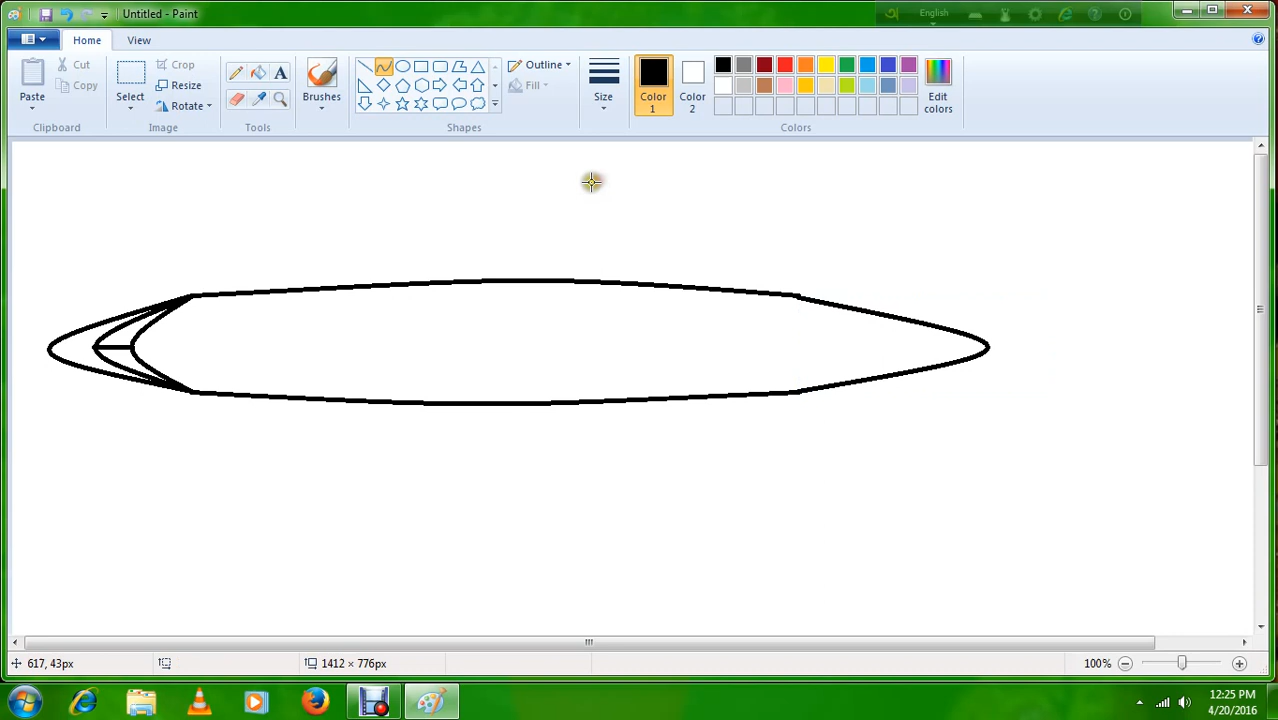 Untitled - Paint
English
Home View
Paste
Cut
Copy
Clipboard
Select
Crop
Resize
Rotate
Image
A
Tools
Brushes
Outline
Fill
Shapes
Size
Color
1
Color
2
Edit
colors
Colors
617, 43px
1412 × 776px
100%
12:25 PM
4/20/2016